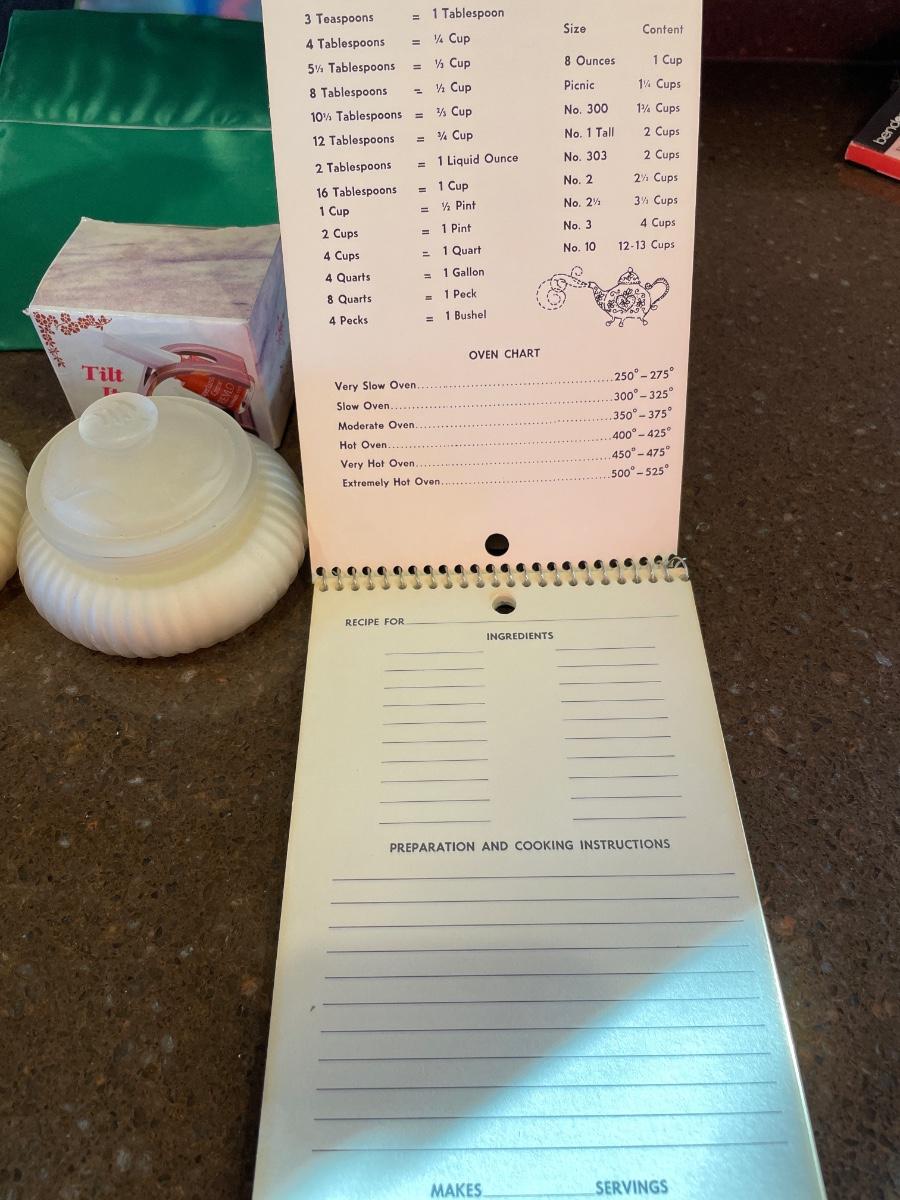 3 Teaspoons = 1 Tablespoon
4 Tablespoons = ¼ Cup
5⅓ Tablespoons = ⅓ Cup
8 Tablespoons = ½ Cup
10⅔ Tablespoons = ⅔ Cup
12 Tablespoons = ¾ Cup
2 Tablespoons = 1 Liquid Ounce
16 Tablespoons = 1 Cup
1 Cup = ½ Pint
2 Cups = 1 Pint
4 Cups = 1 Quart
4 Quarts = 1 Gallon
8 Quarts = 1 Peck
4 Pecks = 1 Bushel
Size Content
8 Ounces 1 Cup
Picnic 1¼ Cups
No. 300 1¾ Cups
No. 1 Tall 2 Cups
No. 303 2 Cups
No. 2 2½ Cups
No. 2½ 3½ Cups
No. 3 4 Cups
No. 10 12-13 Cups
OVEN CHART
Very Slow Oven 250°–275°
Slow Oven 300°–325°
Moderate Oven 350°–375°
Hot Oven 400°–425°
Very Hot Oven 450°–475°
Extremely Hot Oven 500°–525°
RECIPE FOR
INGREDIENTS
PREPARATION AND COOKING INSTRUCTIONS
MAKES SERVINGS
Tilt